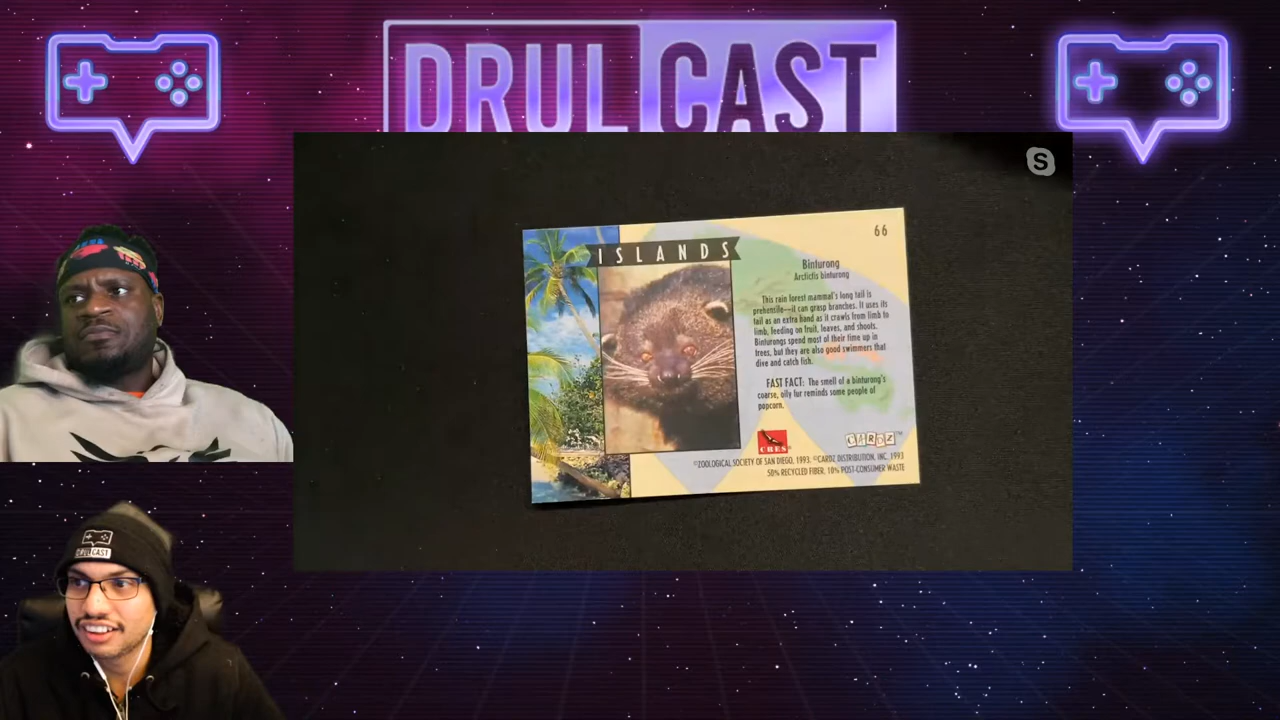 DRUL CAST
S
ISLANDS
66
Binturong
Arctictis binturong
This rain forest mammal's long tail is
prehensile—it can grasp branches. It uses its
tail as an extra hand as it crawls from limb to
limb, feeding on fruit, leaves, and shoots.
Binturongs spend most of their time up in
trees, but they are also good swimmers that
dive and catch fish.
FAST FACT: The smell of a binturong's
coarse, oily fur reminds some people of
popcorn.
CRES
CARDZ™
©ZOOLOGICAL SOCIETY OF SAN DIEGO, 1993. ©CARDZ DISTRIBUTION, INC. 1993
50% RECYCLED FIBER, 10% POST-CONSUMER WASTE
DRUL CAST